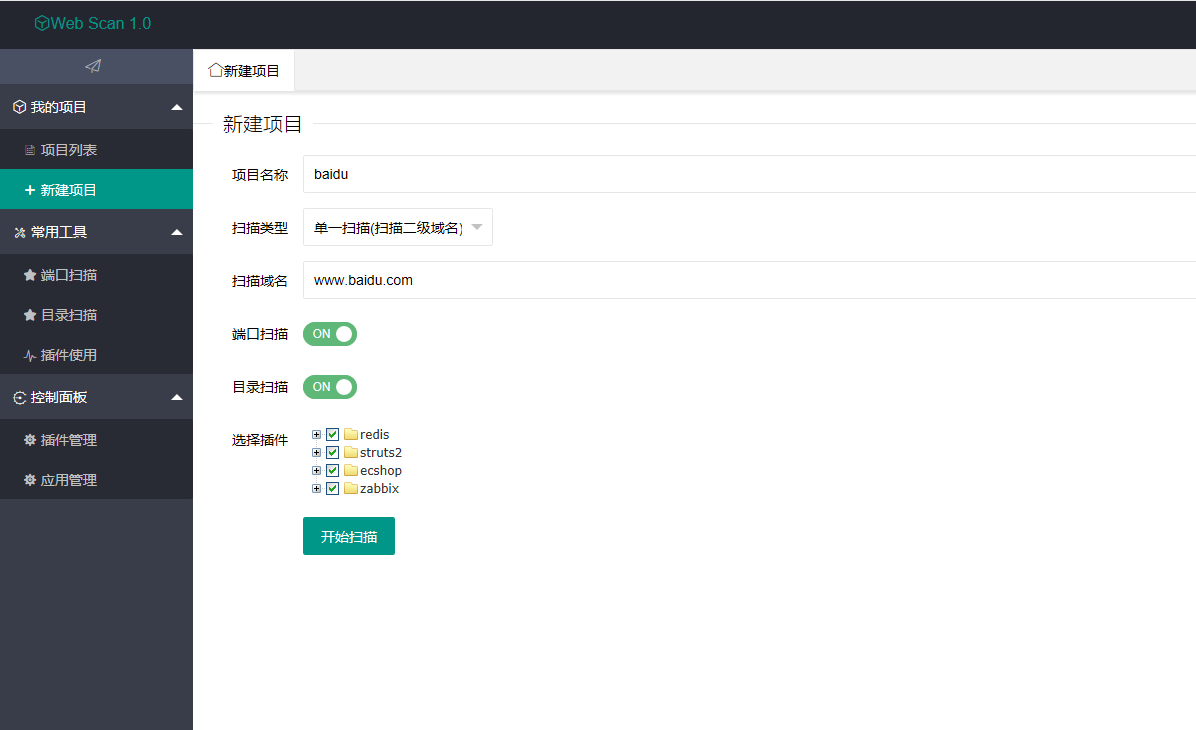 Web Scan 1.0
我的项目
项目列表
新建项目
常用工具
端口扫描
目录扫描
插件使用
控制面板
插件管理
应用管理
新建项目
新建项目
项目名称 baidu
扫描类型 单一扫描(扫描二级域名)
扫描域名 www.baidu.com
端口扫描 ON
目录扫描 ON
选择插件
redis
struts2
ecshop
zabbix
开始扫描